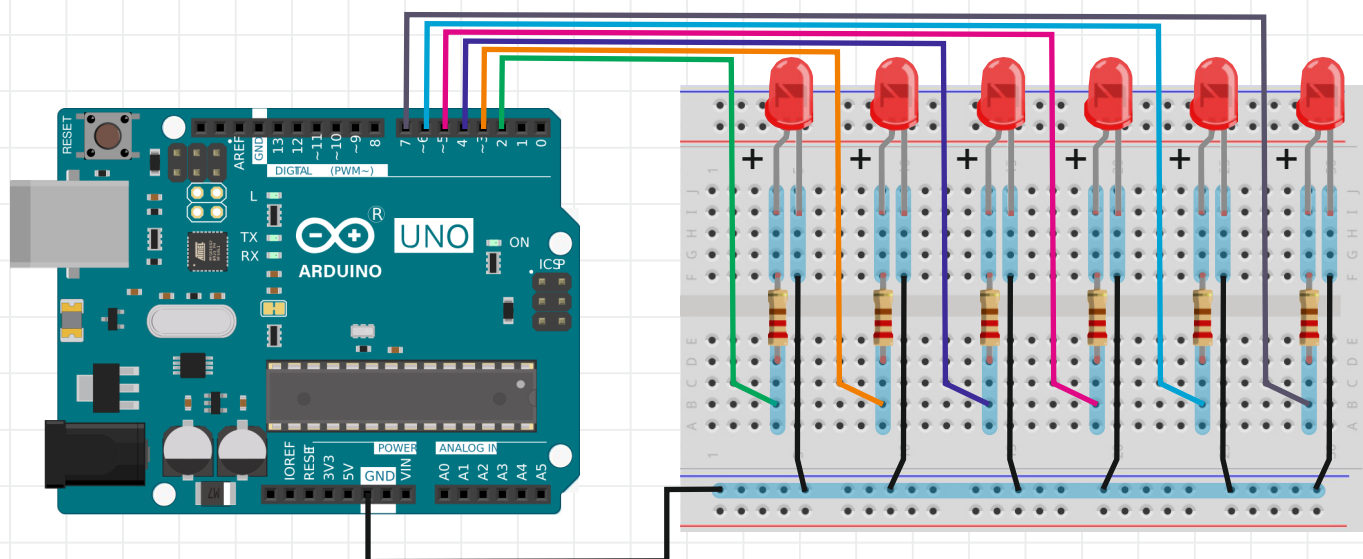 RESET
AREF
GND
13
12
~11
~10
~9
8
7
~6
~5
4
~3
2
1
0
DIGITAL (PWM~)
L
TX
RX
®
UNO
ARDUINO
ON
ICSP
IOREF
RESET
3V3
5V
GND
VIN
POWER
ANALOG IN
A0
A1
A2
A3
A4
A5
+ + + + + +
J
I
H
G
F
E
D
C
B
A
J
I
H
G
F
E
D
C
B
A